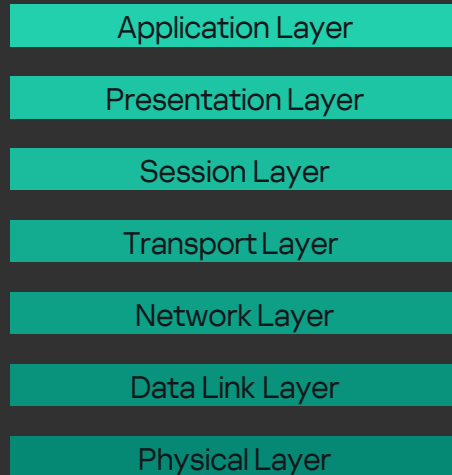 Application Layer
Presentation Layer
Session Layer
Transport Layer
Network Layer
Data Link Layer
Physical Layer